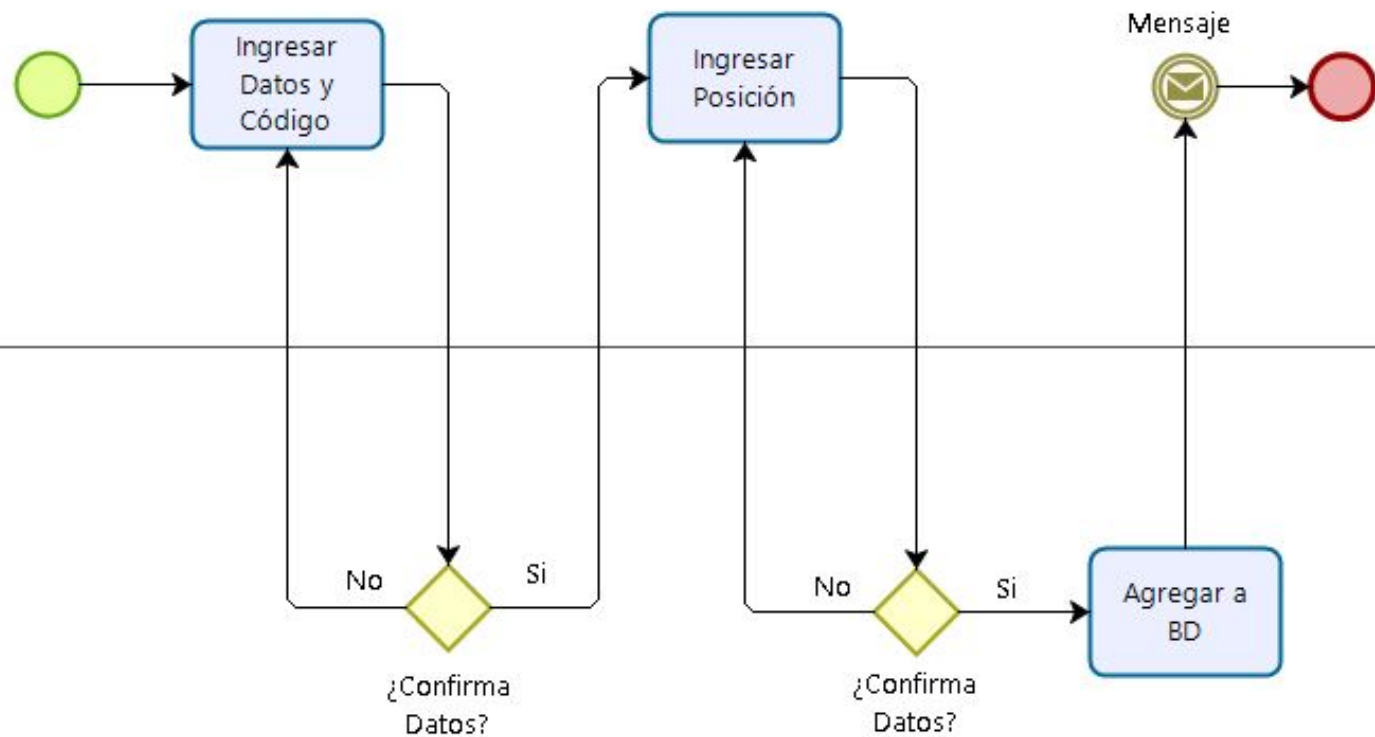 Ingresar
Datos y
Código
Ingresar
Posición
Mensaje
No
Si
¿Confirma
Datos?
No
Si
¿Confirma
Datos?
Agregar a
BD